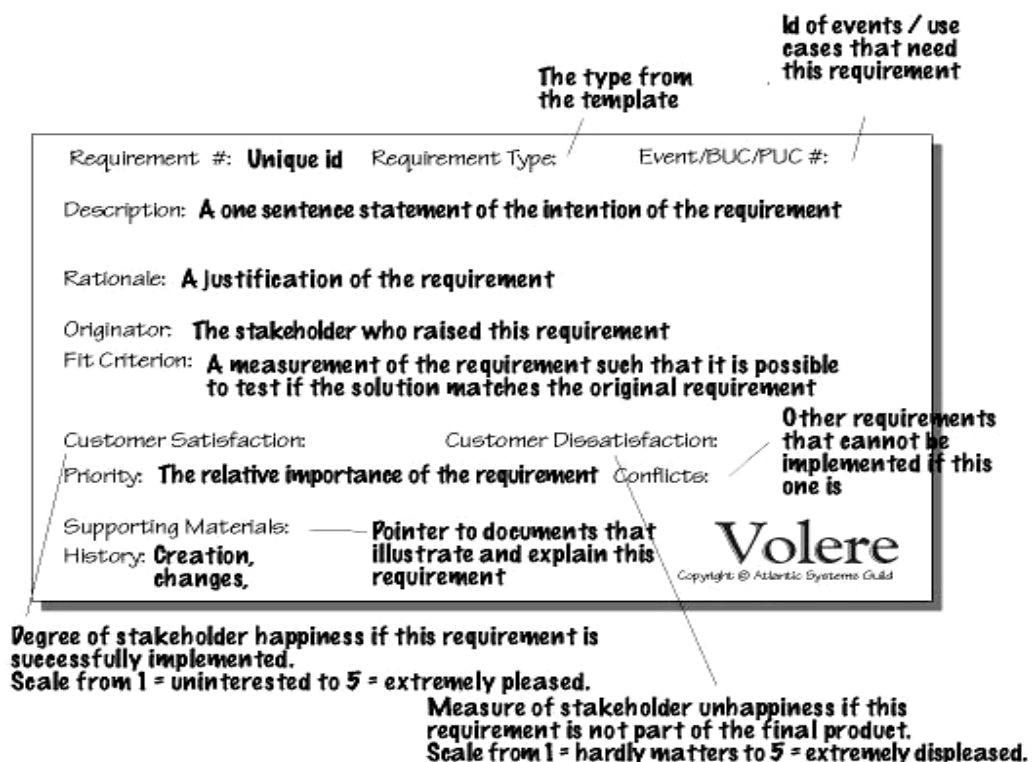 Id of events / use
cases that need
this requirement
The type from
the template
Requirement #: Unique id Requirement Type: Event/BUC/PUC #:
Description: A one sentence statement of the intention of the requirement
Rationale: A justification of the requirement
Originator: The stakeholder who raised this requirement
Fit Criterion: A measurement of the requirement such that it is possible
to test if the solution matches the original requirement
Other requirements
that cannot be
implemented if this
one is
Customer Satisfaction: Customer Dissatisfaction:
Priority: The relative importance of the requirement Conflicts:
Supporting Materials: Pointer to documents that
illustrate and explain this
requirement
History: Creation,
changes,
Volere
Copyright © Atlantic Systems Guild
Degree of stakeholder happiness if this requirement is
successfully implemented.
Scale from 1 = uninterested to 5 = extremely pleased.
Measure of stakeholder unhappiness if this
requirement is not part of the final product.
Scale from 1 = hardly matters to 5 = extremely displeased.